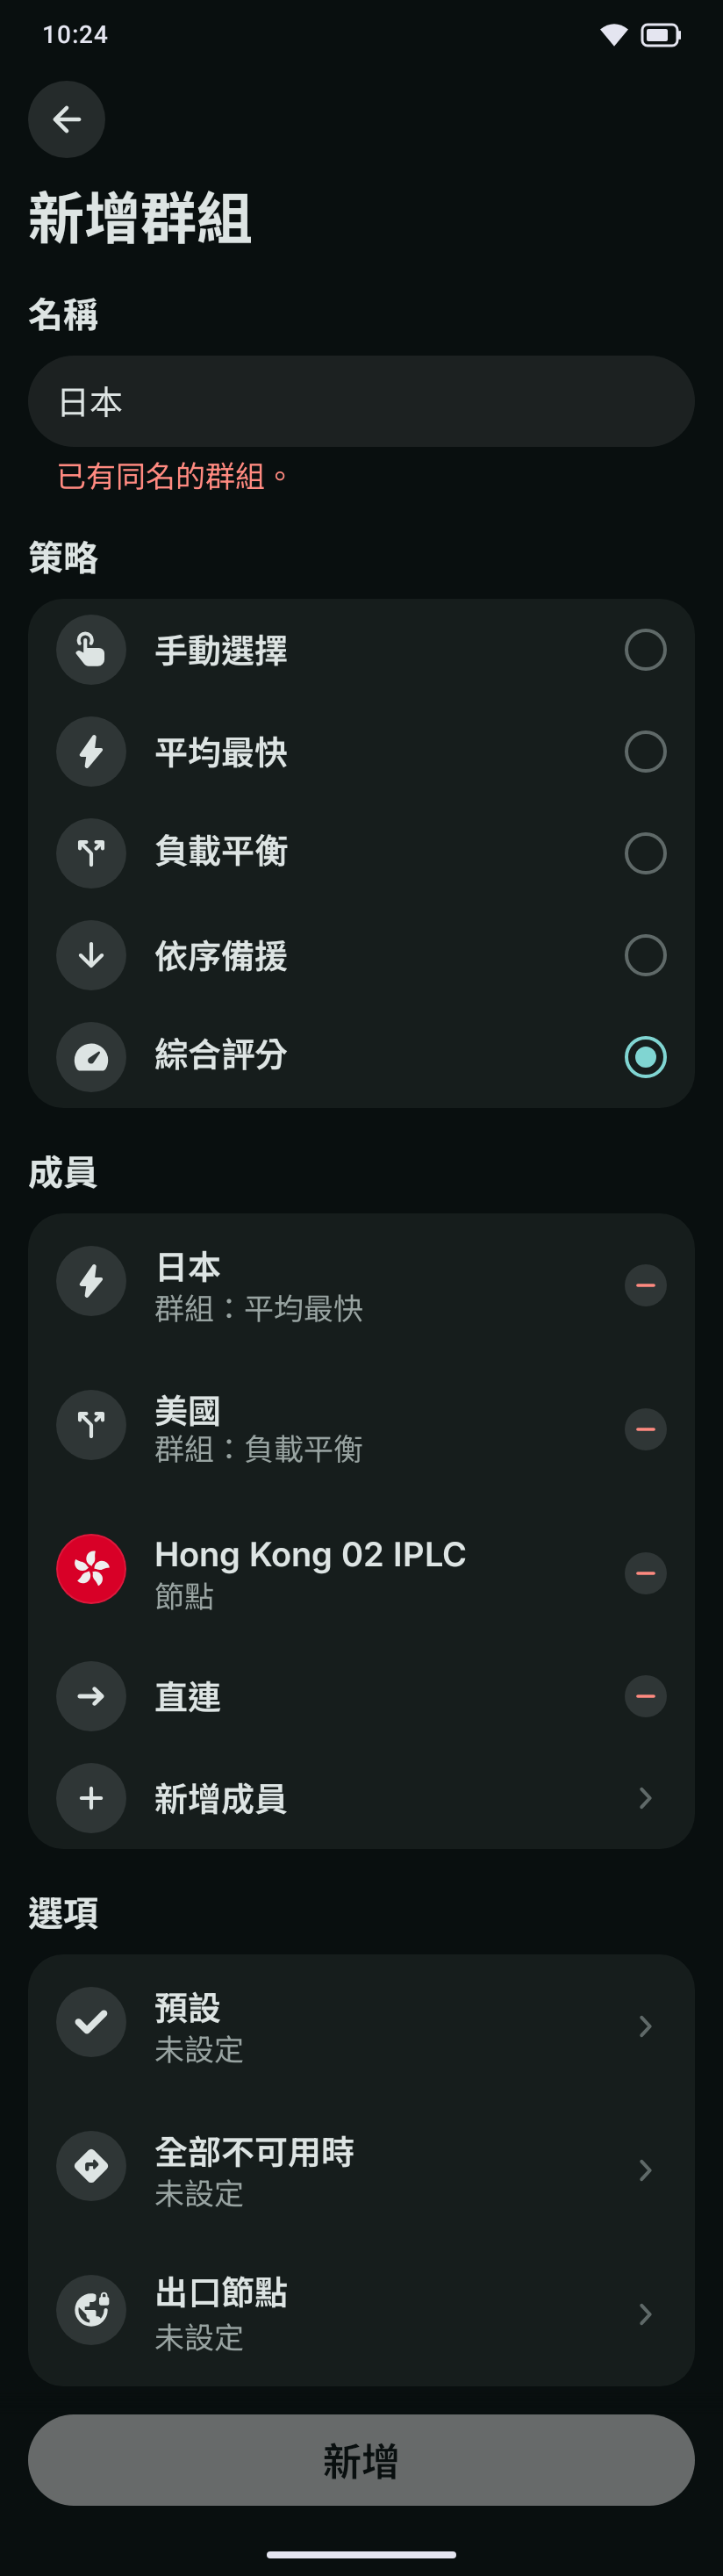 10:24
新增群組
名稱
日本
已有同名的群組。
策略
手動選擇
平均最快
負載平衡
依序備援
綜合評分
成員
日本
群組：平均最快
美國
群組：負載平衡
Hong Kong 02 IPLC
節點
直連
新增成員
選項
預設
未設定
全部不可用時
未設定
出口節點
未設定
新增